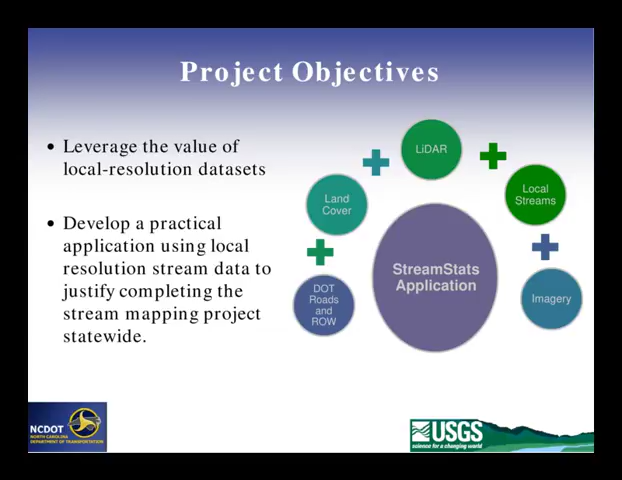 Project Objectives
• Leverage the value of
local-resolution datasets
• Develop a practical
application using local
resolution stream data to
justify completing the
stream mapping project
statewide.
LiDAR
Land
Cover
Local
Streams
StreamStats
Application
DOT
Roads
and
ROW
Imagery
NCDOT
NORTH CAROLINA
DEPARTMENT OF TRANSPORTATION
USGS
science for a changing world